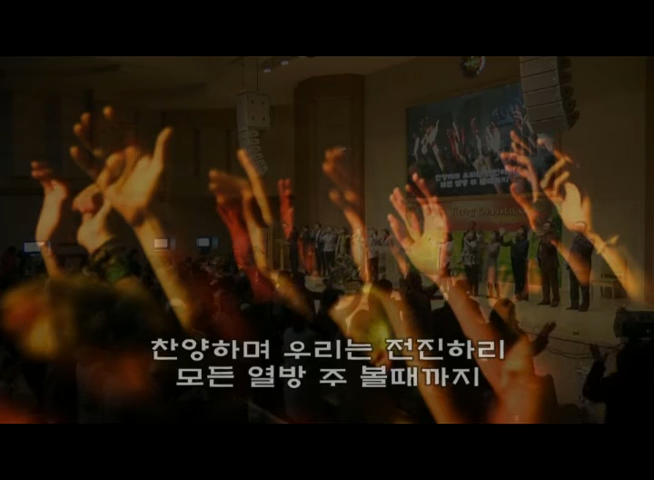 찬양하며 우리는 전진하리
모든 열방 주 볼때까지